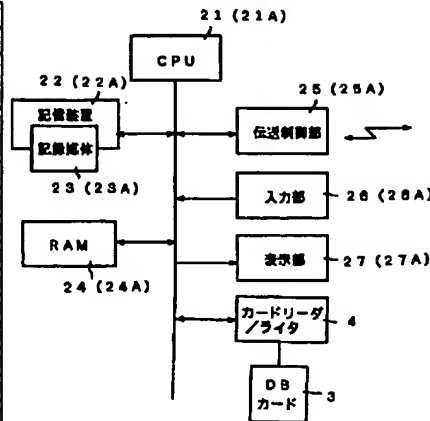 21(21A)
CPU
22(22A)
記憶装置
記録媒体
23(23A)
25(25A)
伝送制御部
入力部
26(26A)
RAM
24(24A)
表示部
27(27A)
カードリーダ
/ライタ
4
DB
カード
3